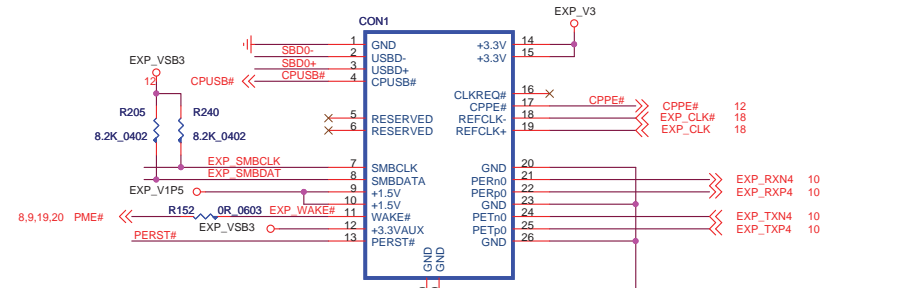 EXP_V3
CON1
1 GND +3.3V 14
SBD0- 2 USBD- +3.3V 15
EXP_VSB3 SBD0+ 3 USBD+
12 CPUSB# CPUSB# 4 CPUSB#
CLKREQ# 16
CPPE# 17 CPPE# CPPE# 12
R205 R240 5 RESERVED REFCLK- 18 EXP_CLK# 18
8.2K_0402 8.2K_0402 6 RESERVED REFCLK+ 19 EXP_CLK 18
EXP_SMBCLK 7 SMBCLK GND 20
EXP_SMBDAT 8 SMBDATA PERn0 21 EXP_RXN4 10
EXP_V1P5 9 +1.5V PERp0 22 EXP_RXP4 10
10 +1.5V GND 23
8,9,19,20 PME# R152 0R_0603 EXP_WAKE# 11 WAKE# PETn0 24 EXP_TXN4 10
EXP_VSB3 12 +3.3VAUX PETp0 25 EXP_TXP4 10
PERST# 13 PERST# GND 26
GND
GND